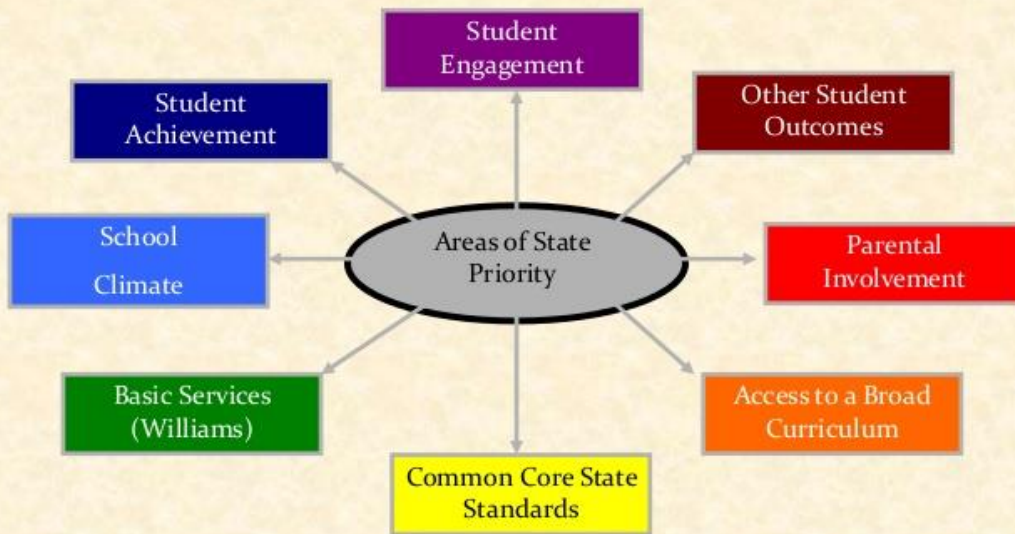 Student
Engagement
Student
Achievement
Other Student
Outcomes
School
Climate
Areas of State
Priority
Parental
Involvement
Basic Services
(Williams)
Access to a Broad
Curriculum
Common Core State
Standards